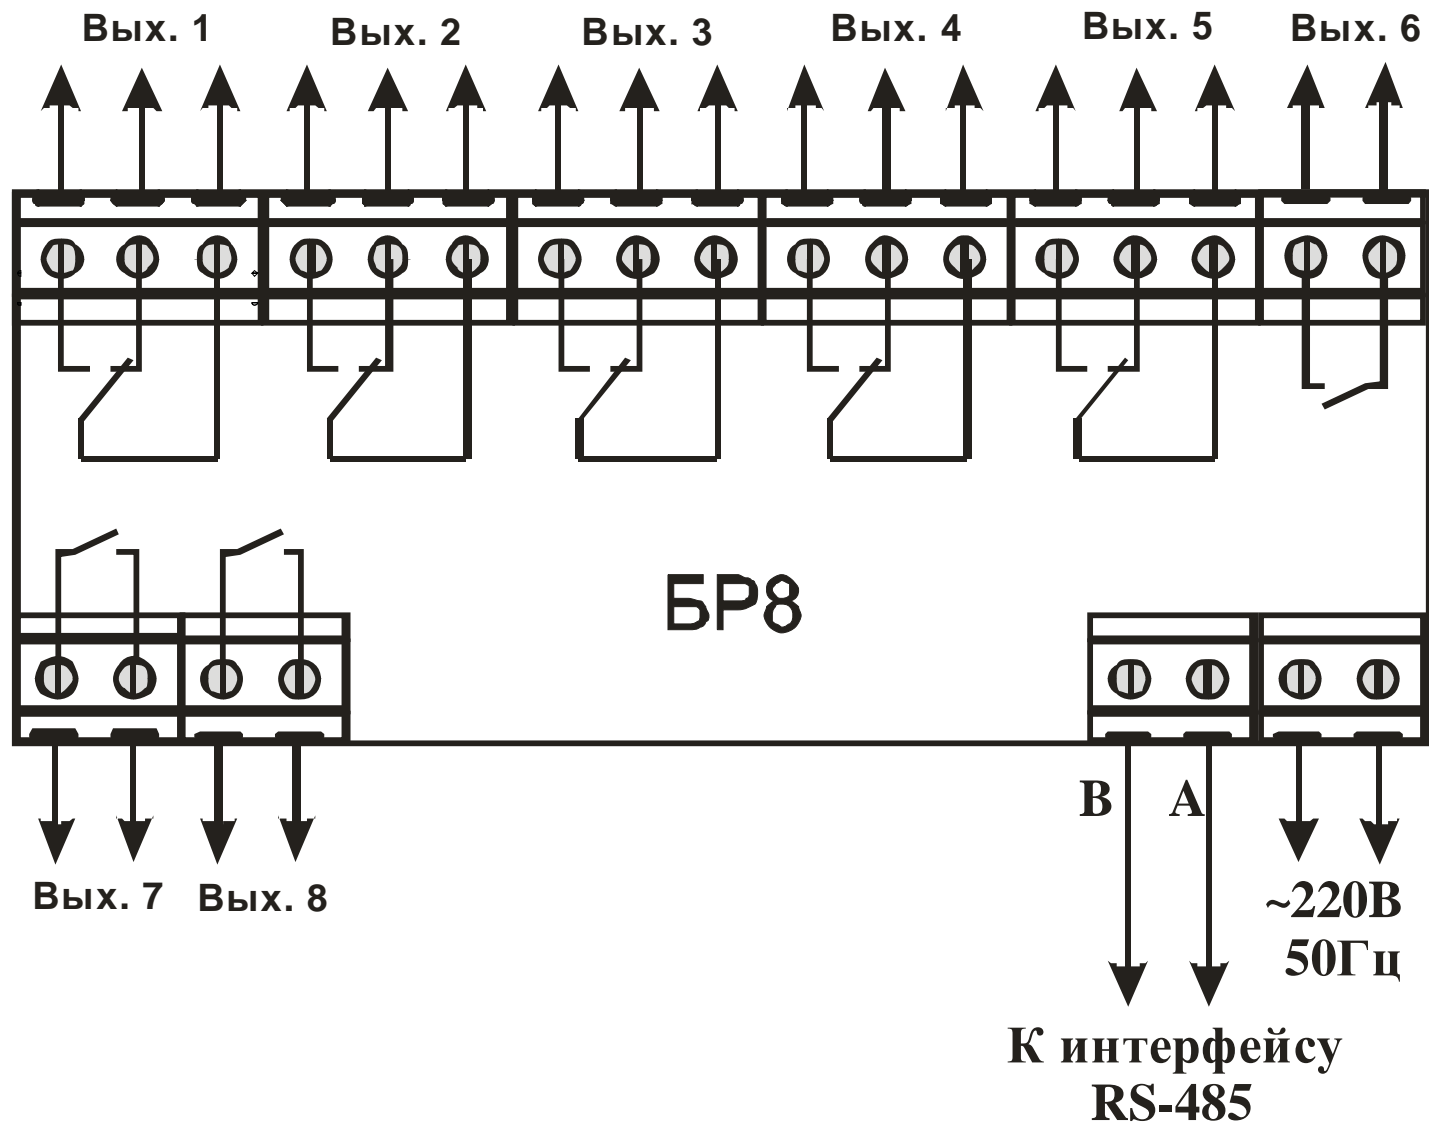 Вых. 1
Вых. 2
Вых. 3
Вых. 4
Вых. 5
Вых. 6
БР8
В
А
Вых. 7
Вых. 8
~220В
50Гц
К интерфейсу
RS-485